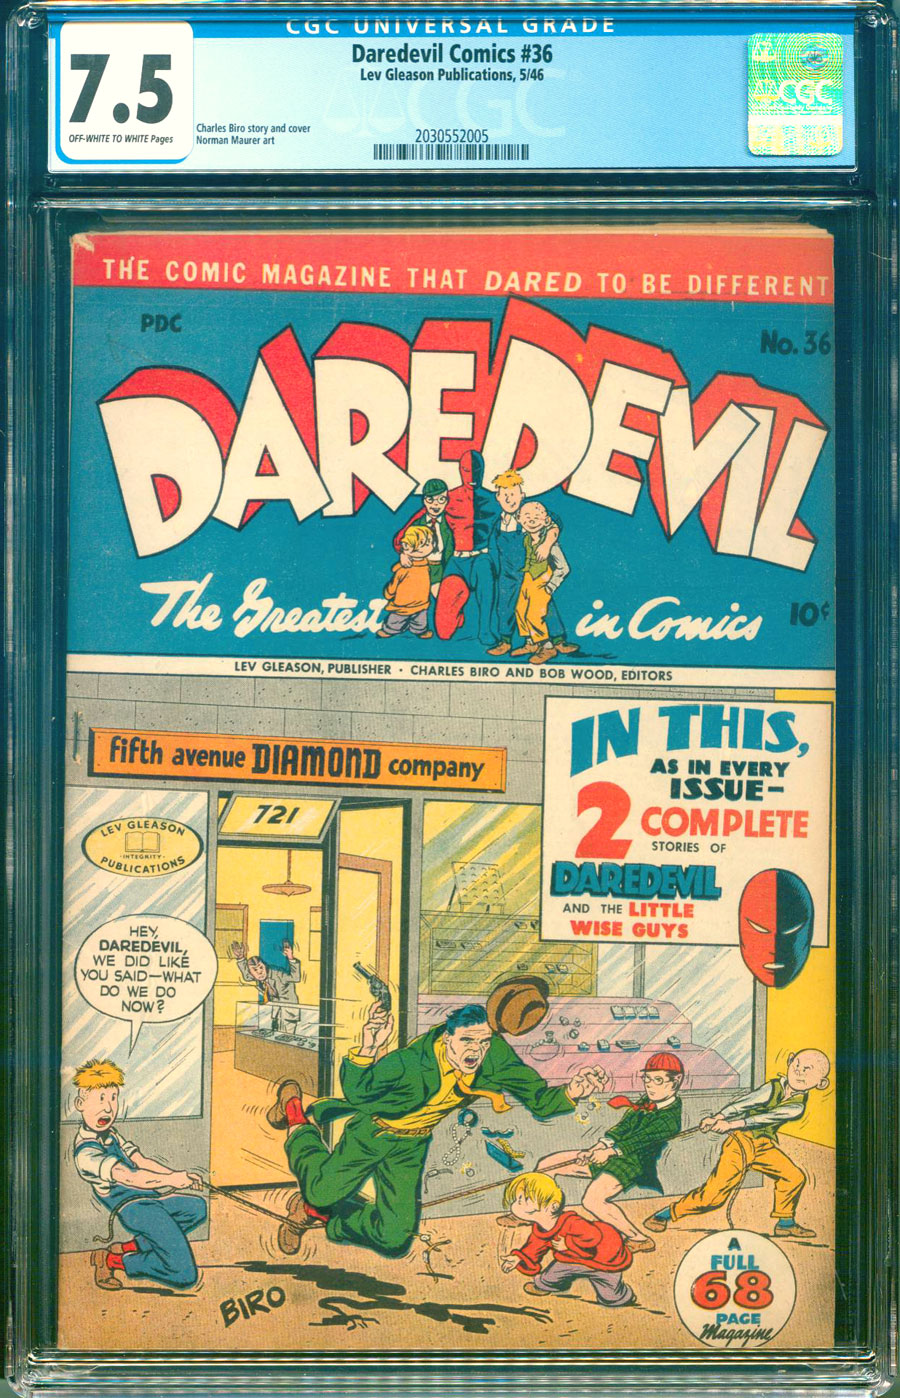 CGC UNIVERSAL GRADE
7.5
OFF-WHITE TO WHITE Pages
Daredevil Comics #36
Lev Gleason Publications, 5/46
Charles Biro story and cover
Norman Maurer art
2030552005
CGC
CGC
THE COMIC MAGAZINE THAT DARED TO BE DIFFERENT
PDC
No. 36
DAREDEVIL
The Greatest in Comics
10¢
LEV GLEASON, PUBLISHER · CHARLES BIRO AND BOB WOOD, EDITORS
fifth avenue DIAMOND company
721
LEV GLEASON
·INTEGRITY·
PUBLICATIONS
IN THIS,
AS IN EVERY
ISSUE—
2 COMPLETE
STORIES OF
DAREDEVIL
AND THE LITTLE
WISE GUYS
HEY,
DAREDEVIL,
WE DID LIKE
YOU SAID—WHAT
DO WE DO
NOW?
BIRO
A
FULL
68
PAGE
Magazine